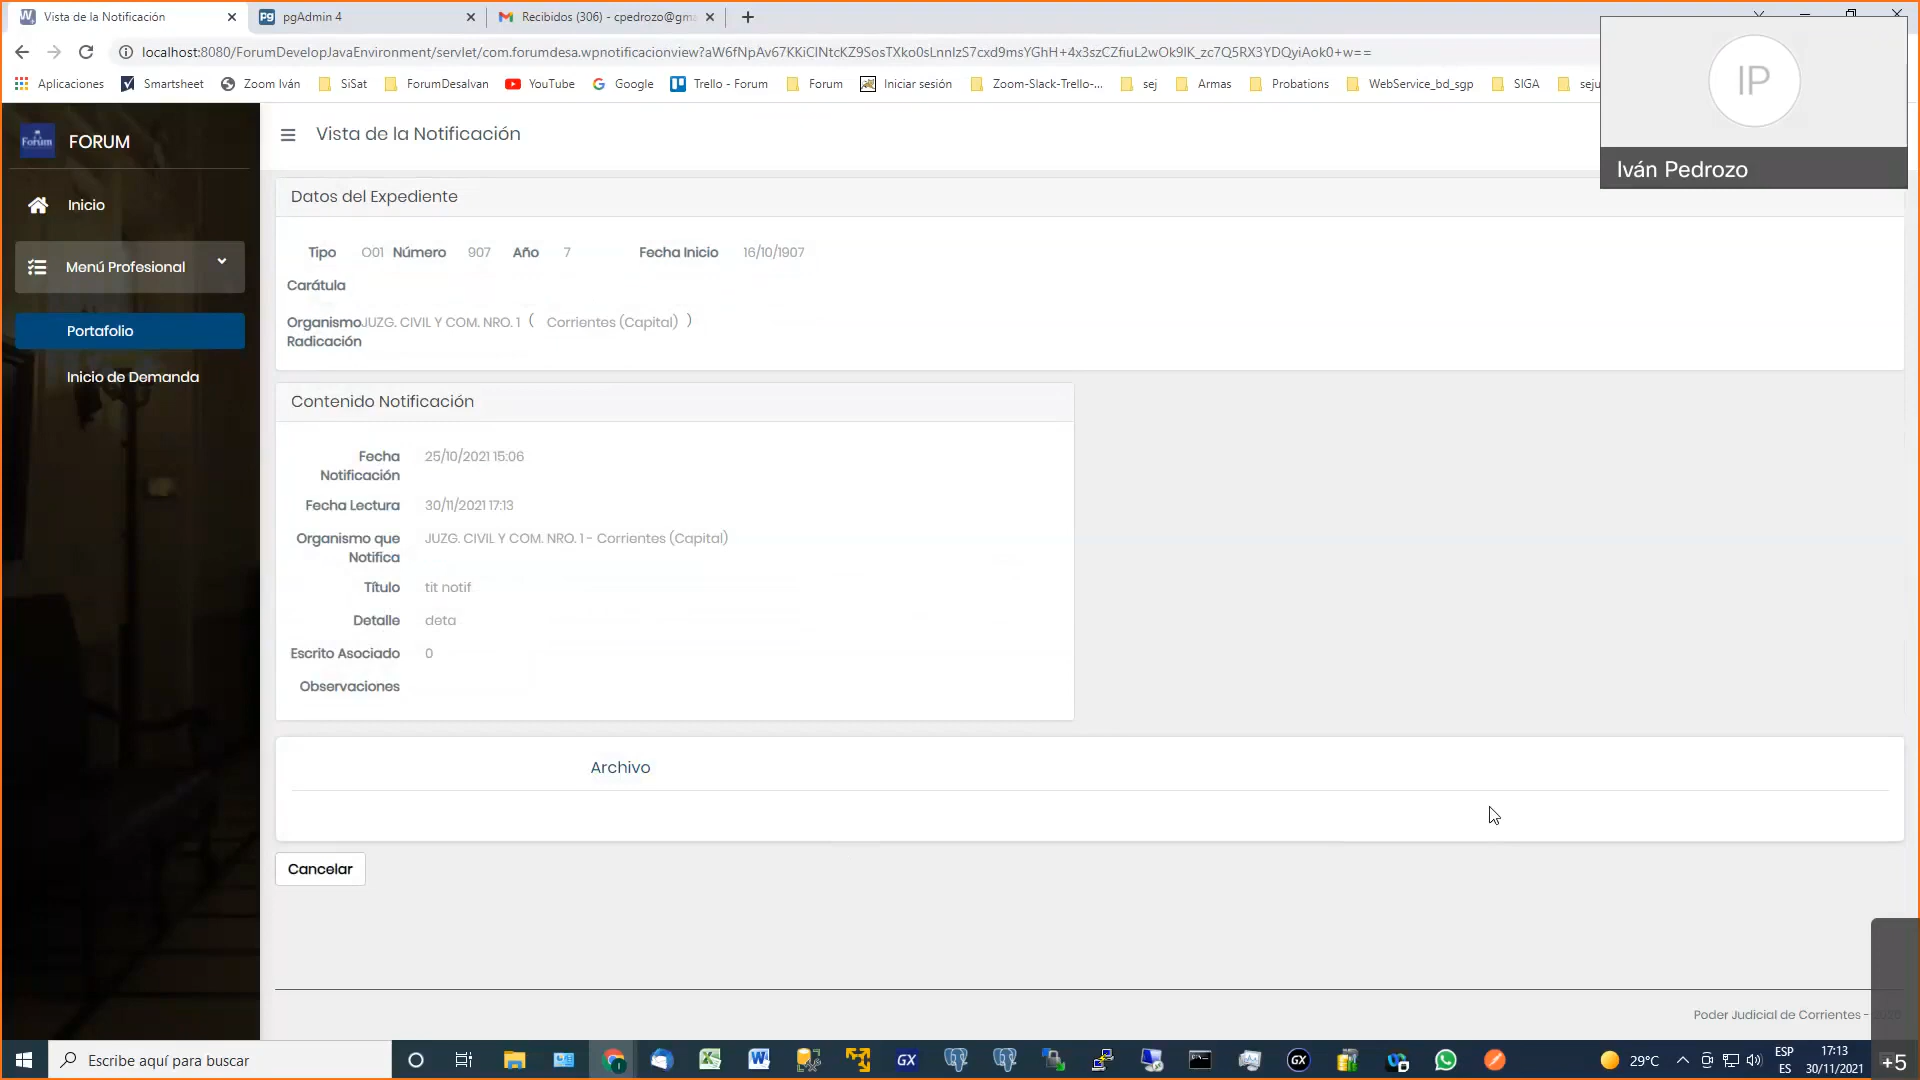 Vista de la Notificación
pgAdmin 4
Recibidos (306) - cpedrozo@gm
localhost:8080/ForumDevelopJavaEnvironment/servlet/com.forumdesa.wpnotificacionview?aW6fNpAv67KKiCINtcKZ9SosTXko0sLnnIzS7cxd9msYGhH+4x3szCZfiuL2wOk9lK_zc7Q5RX3YDQyiAok0+w==
Aplicaciones
Smartsheet
Zoom Iván
SiSat
ForumDesaIvan
YouTube
Google
Trello - Forum
Forum
Iniciar sesión
Zoom-Slack-Trello-...
sej
Armas
Probations
WebService_bd_sgp
SIGA
seju
IP
Iván Pedrozo
Forum
FORUM
Inicio
Menú Profesional
Portafolio
Inicio de Demanda
Vista de la Notificación
Datos del Expediente
Tipo O01 Número 907 Año 7 Fecha Inicio 16/10/1907
Carátula
Organismo JUZG. CIVIL Y COM. NRO. 1 ( Corrientes (Capital) )
Radicación
Contenido Notificación
Fecha 25/10/2021 15:06
Notificación
Fecha Lectura 30/11/2021 17:13
Organismo que JUZG. CIVIL Y COM. NRO. 1 - Corrientes (Capital)
Notifica
Título tit notif
Detalle deta
Escrito Asociado 0
Observaciones
Archivo
Cancelar
Poder Judicial de Corrientes -
Escribe aquí para buscar
GX
GX
29°C
ESP
ES
17:13
30/11/2021
+5